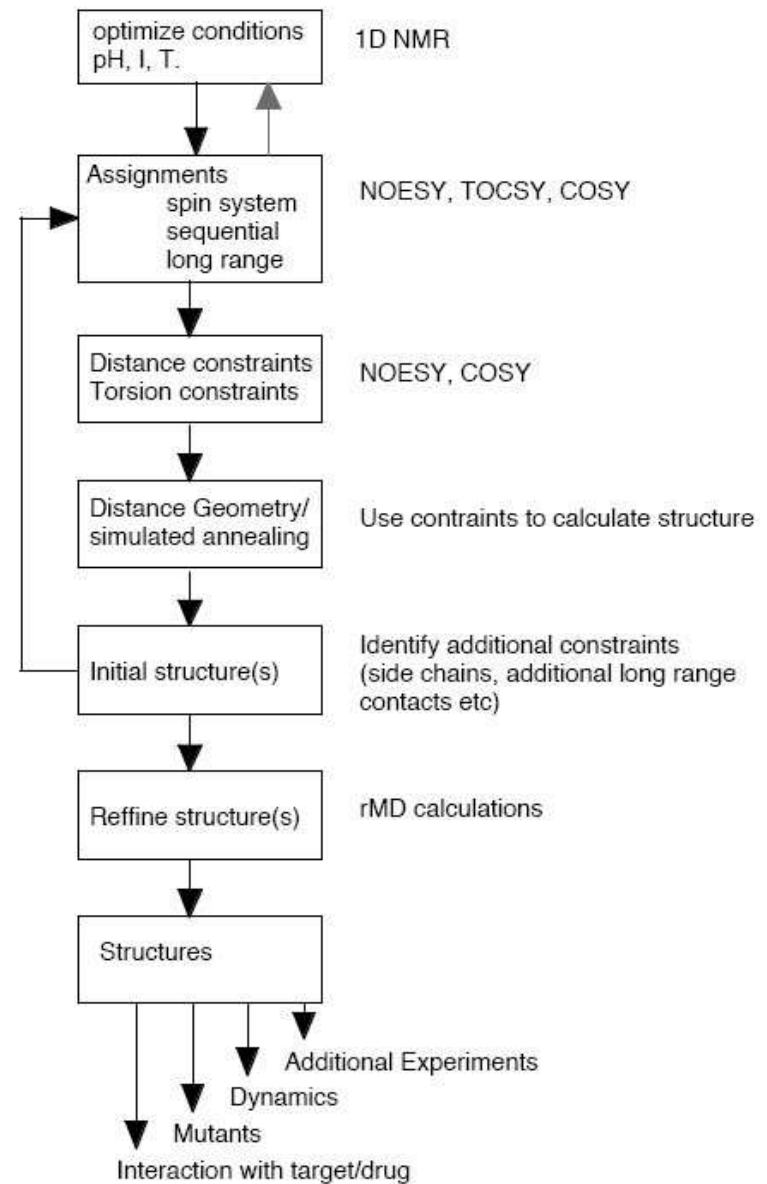 optimize conditions
pH, I, T.
1D NMR
Assignments
spin system
sequential
long range
NOESY, TOCSY, COSY
Distance constraints
Torsion constraints
NOESY, COSY
Distance Geometry/
simulated annealing
Use contraints to calculate structure
Initial structure(s)
Identify additional constraints
(side chains, additional long range
contacts etc)
Reffine structure(s)
rMD calculations
Structures
Additional Experiments
Dynamics
Mutants
Interaction with target/drug